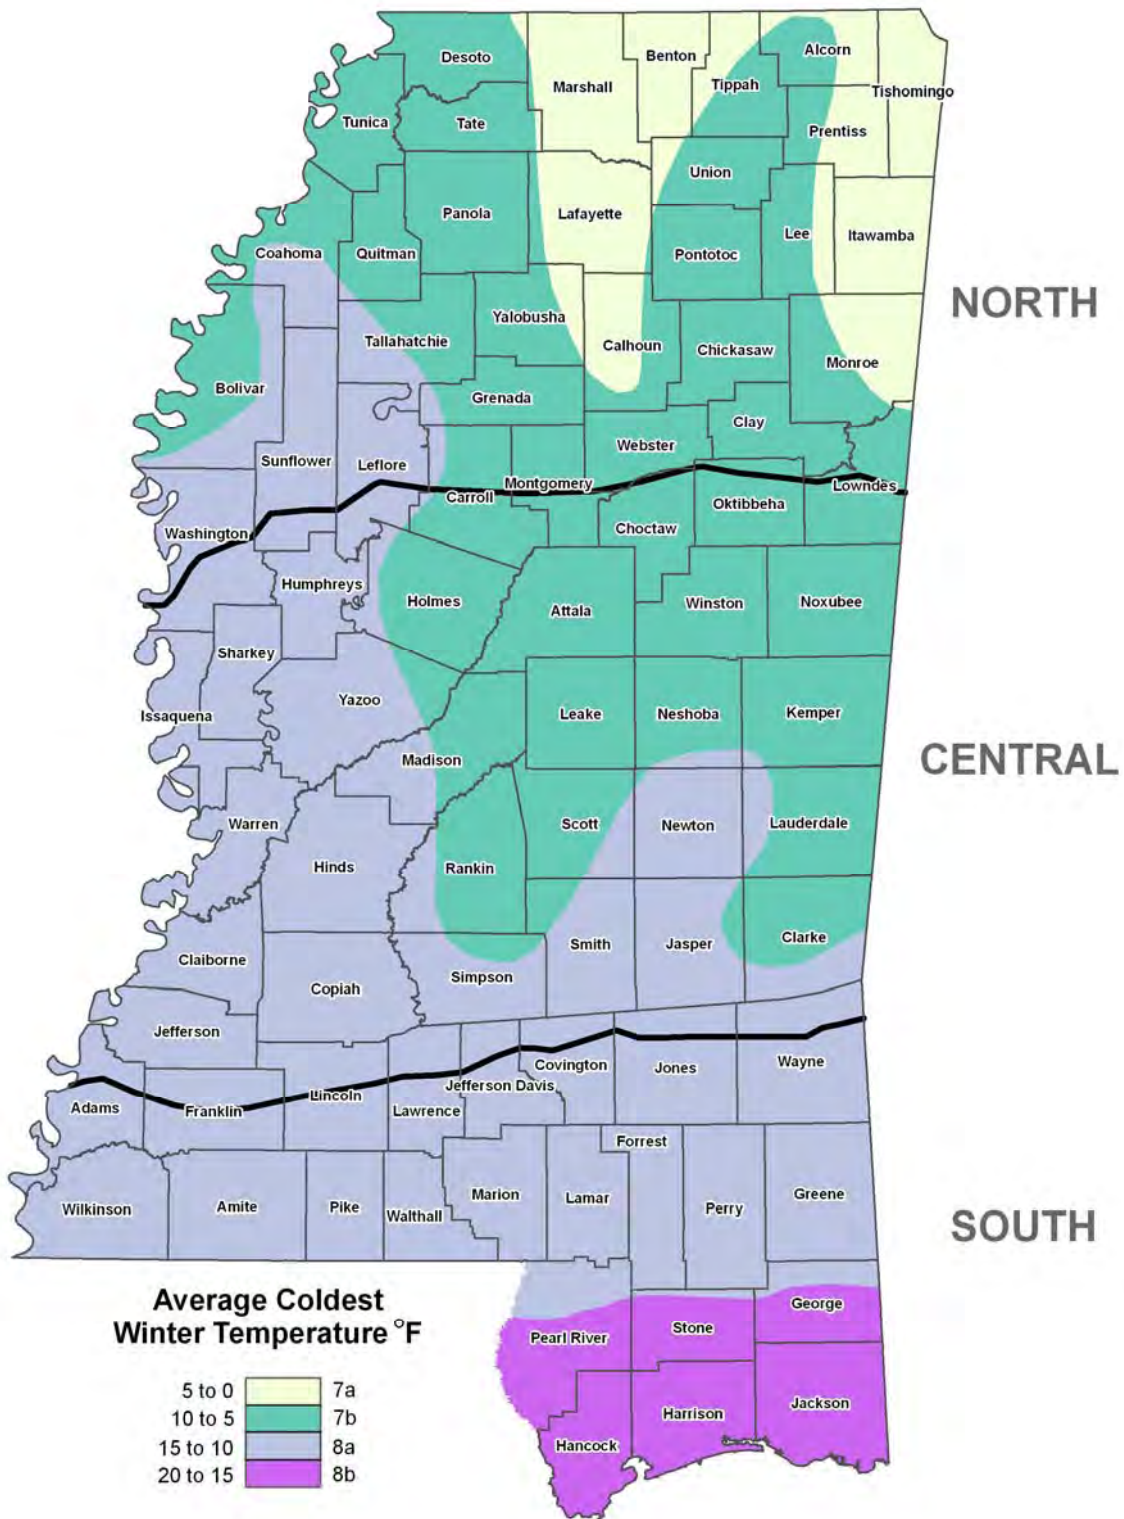 Desoto
Marshall
Benton
Tippah
Alcorn
Tishomingo
Tunica
Tate
Prentiss
Union
Panola
Lafayette
Coahoma
Quitman
Pontotoc
Lee
Itawamba
NORTH
Yalobusha
Tallahatchie
Calhoun
Chickasaw
Monroe
Bolivar
Grenada
Clay
Webster
Sunflower
Leflore
Montgomery
Carroll
Lowndes
Oktibbeha
Washington
Choctaw
Humphreys
Holmes
Attala
Winston
Noxubee
Sharkey
Yazoo
Issaquena
Leake
Neshoba
Kemper
Madison
CENTRAL
Warren
Scott
Newton
Lauderdale
Hinds
Rankin
Claiborne
Smith
Jasper
Clarke
Copiah
Simpson
Jefferson
Covington
Jones
Wayne
Jefferson Davis
Adams
Franklin
Lincoln
Lawrence
Forrest
Wilkinson
Amite
Pike
Walthall
Marion
Lamar
Perry
Greene
SOUTH
George
Pearl River
Stone
Jackson
Harrison
Hancock
Average Coldest
Winter Temperature °F
5 to 0 7a
10 to 5 7b
15 to 10 8a
20 to 15 8b